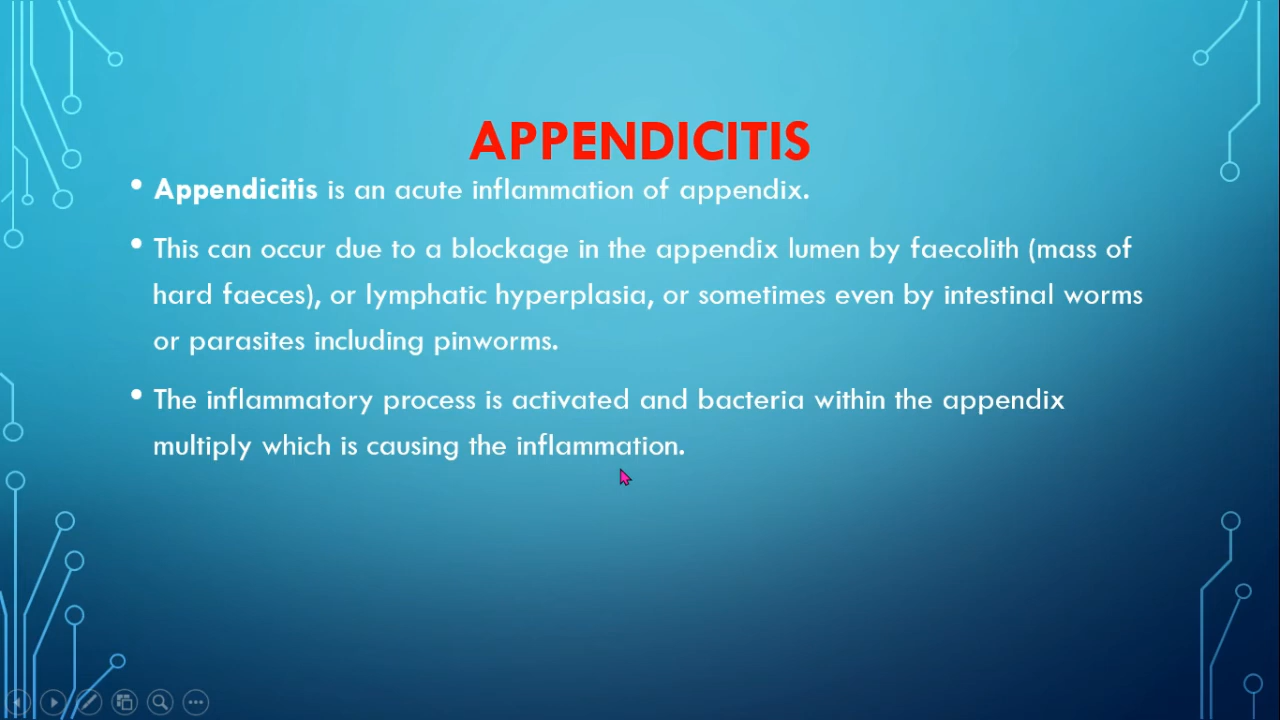 APPENDICITIS
• Appendicitis is an acute inflammation of appendix.
• This can occur due to a blockage in the appendix lumen by faecolith (mass of
hard faeces), or lymphatic hyperplasia, or sometimes even by intestinal worms
or parasites including pinworms.
• The inflammatory process is activated and bacteria within the appendix
multiply which is causing the inflammation.